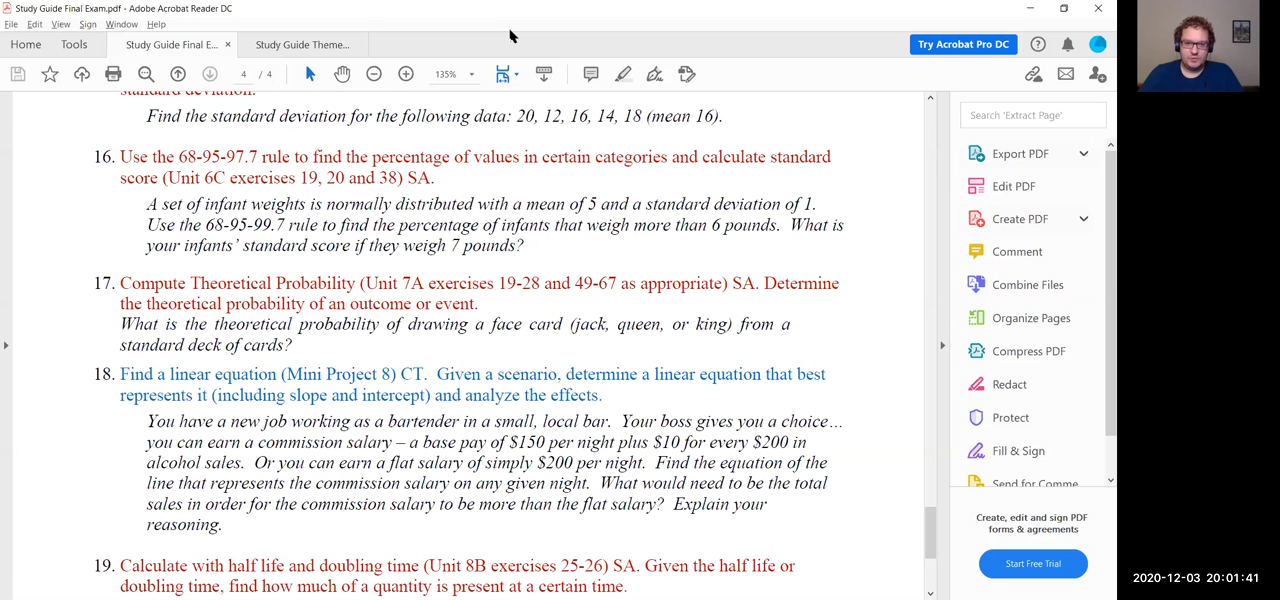 Study Guide Final Exam.pdf - Adobe Acrobat Reader DC
File Edit View Sign Window Help
Home Tools Study Guide Final E... × Study Guide Theme... Try Acrobat Pro DC
4 / 4 135%
standard deviation.
Find the standard deviation for the following data: 20, 12, 16, 14, 18 (mean 16).
16. Use the 68-95-97.7 rule to find the percentage of values in certain categories and calculate standard
score (Unit 6C exercises 19, 20 and 38) SA.
A set of infant weights is normally distributed with a mean of 5 and a standard deviation of 1.
Use the 68-95-99.7 rule to find the percentage of infants that weigh more than 6 pounds. What is
your infants' standard score if they weigh 7 pounds?
17. Compute Theoretical Probability (Unit 7A exercises 19-28 and 49-67 as appropriate) SA. Determine
the theoretical probability of an outcome or event.
What is the theoretical probability of drawing a face card (jack, queen, or king) from a
standard deck of cards?
18. Find a linear equation (Mini Project 8) CT. Given a scenario, determine a linear equation that best
represents it (including slope and intercept) and analyze the effects.
You have a new job working as a bartender in a small, local bar. Your boss gives you a choice…
you can earn a commission salary – a base pay of $150 per night plus $10 for every $200 in
alcohol sales. Or you can earn a flat salary of simply $200 per night. Find the equation of the
line that represents the commission salary on any given night. What would need to be the total
sales in order for the commission salary to be more than the flat salary? Explain your
reasoning.
19. Calculate with half life and doubling time (Unit 8B exercises 25-26) SA. Given the half life or
doubling time, find how much of a quantity is present at a certain time.
Search 'Extract Page'
Export PDF
Edit PDF
Create PDF
Comment
Combine Files
Organize Pages
Compress PDF
Redact
Protect
Fill & Sign
Send for Comme
Create, edit and sign PDF
forms & agreements
Start Free Trial
2020-12-03 20:01:41